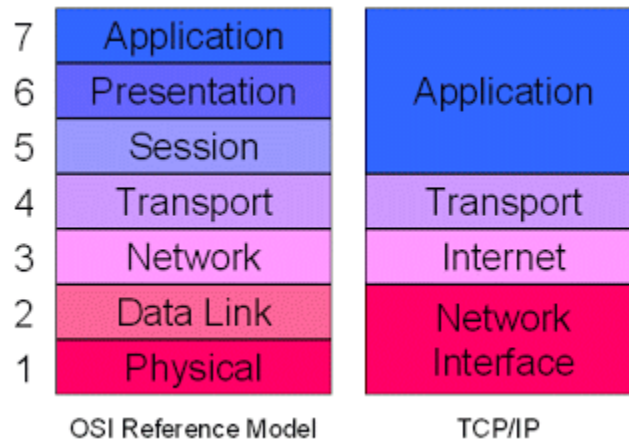 7 Application
6 Presentation
5 Session
4 Transport
3 Network
2 Data Link
1 Physical
OSI Reference Model
Application
Transport
Internet
Network
Interface
TCP/IP